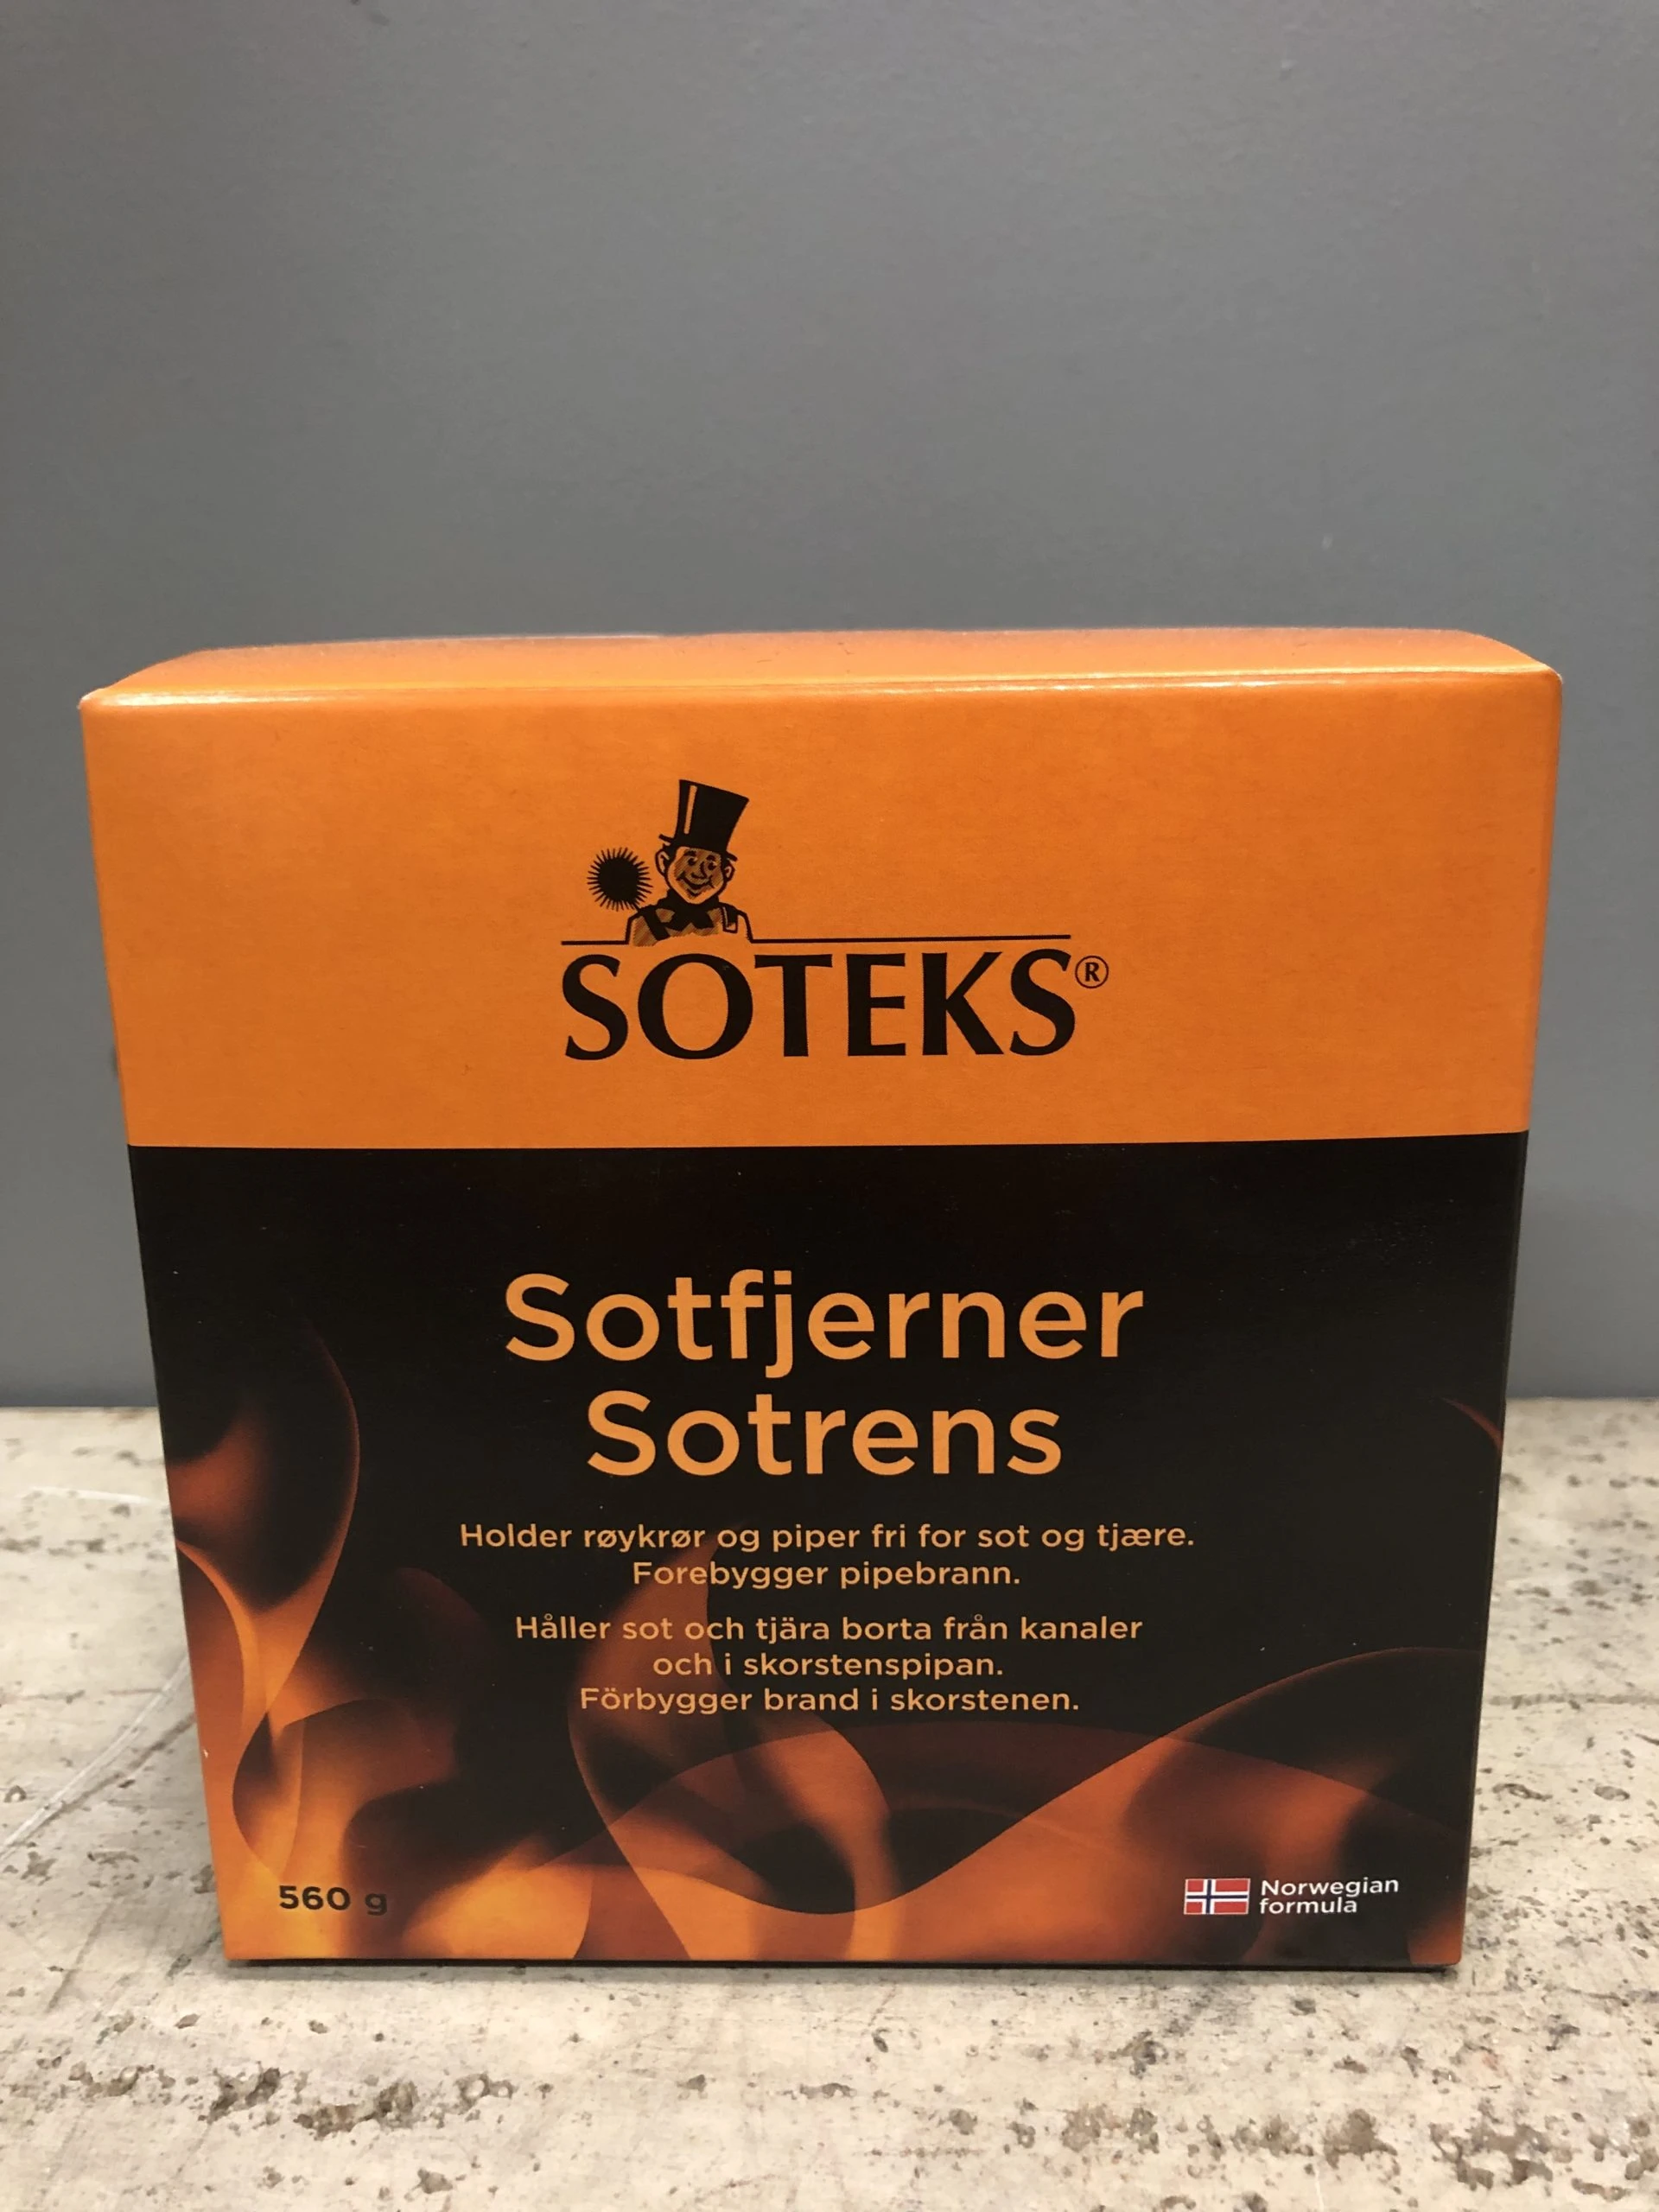 SOTEKS®
Sotfjerner
Sotrens
Holder røykrør og piper fri for sot og tjære.
Forebygger pipebrann.
Håller sot och tjära borta från kanaler
och i skorstenspipan.
Förbygger brand i skorstenen.
560 g
Norwegian
formula